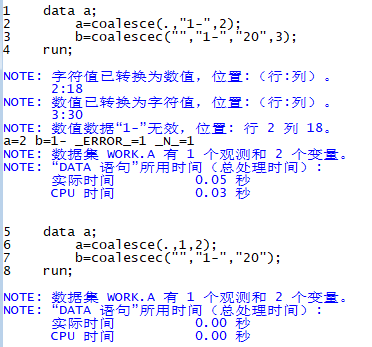 1    data a;
2        a=coalesce(.,"1-",2);
3        b=coalescec("","1-","20",3);
4    run;
NOTE: 字符值已转换为数值，位置：（行:列）。
      2:18
NOTE: 数值已转换为字符值，位置：（行:列）。
      3:30
NOTE: 数值数据“1-”无效，位置: 行 2 列 18。
a=2 b=1- _ERROR_=1 _N_=1
NOTE: 数据集 WORK.A 有 1 个观测和 2 个变量。
NOTE: “DATA 语句”所用时间（总处理时间）:
      实际时间          0.05 秒
      CPU 时间          0.03 秒
5    data a;
6        a=coalesce(.,1,2);
7        b=coalescec("","1-","20");
8    run;
NOTE: 数据集 WORK.A 有 1 个观测和 2 个变量。
NOTE: “DATA 语句”所用时间（总处理时间）:
      实际时间          0.00 秒
      CPU 时间          0.00 秒